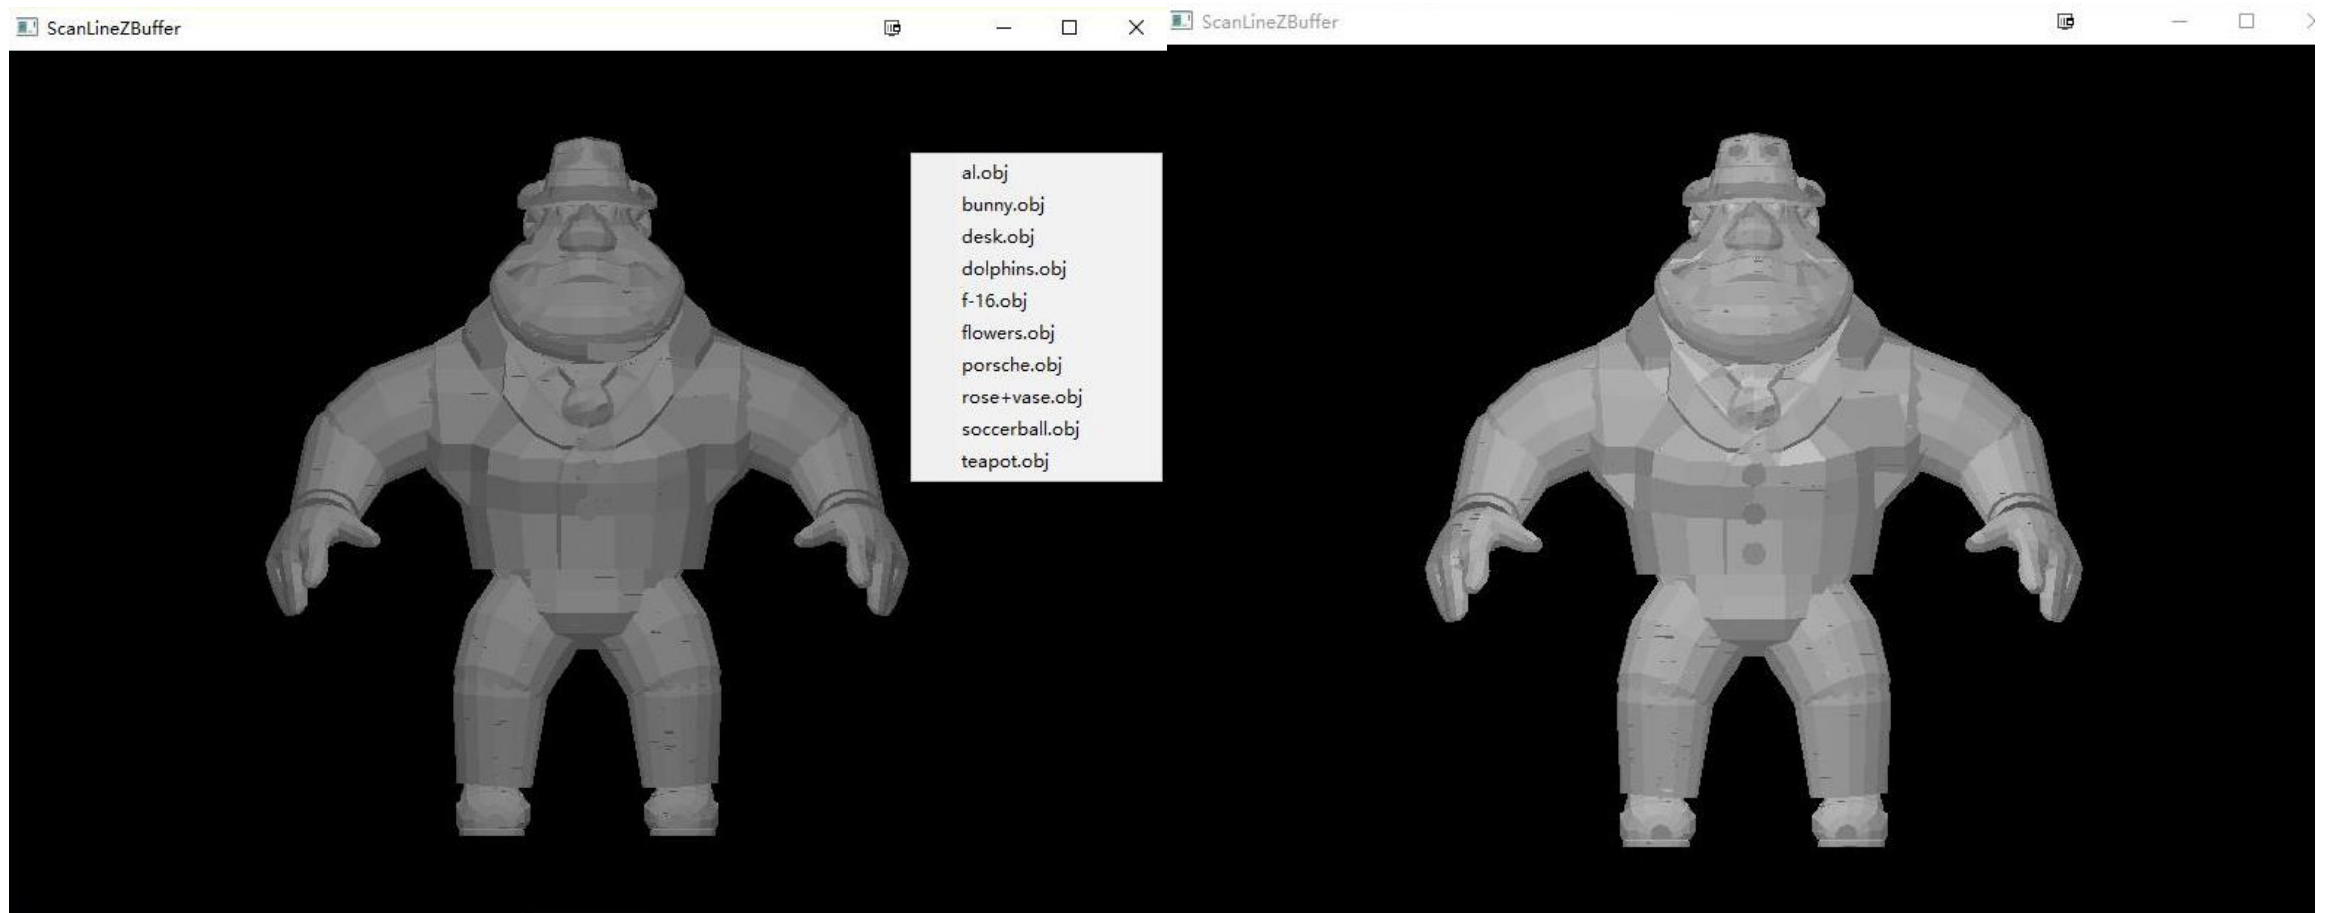 ScanLineZBuffer
ScanLineZBuffer
al.obj
bunny.obj
desk.obj
dolphins.obj
f-16.obj
flowers.obj
porsche.obj
rose+vase.obj
soccerball.obj
teapot.obj